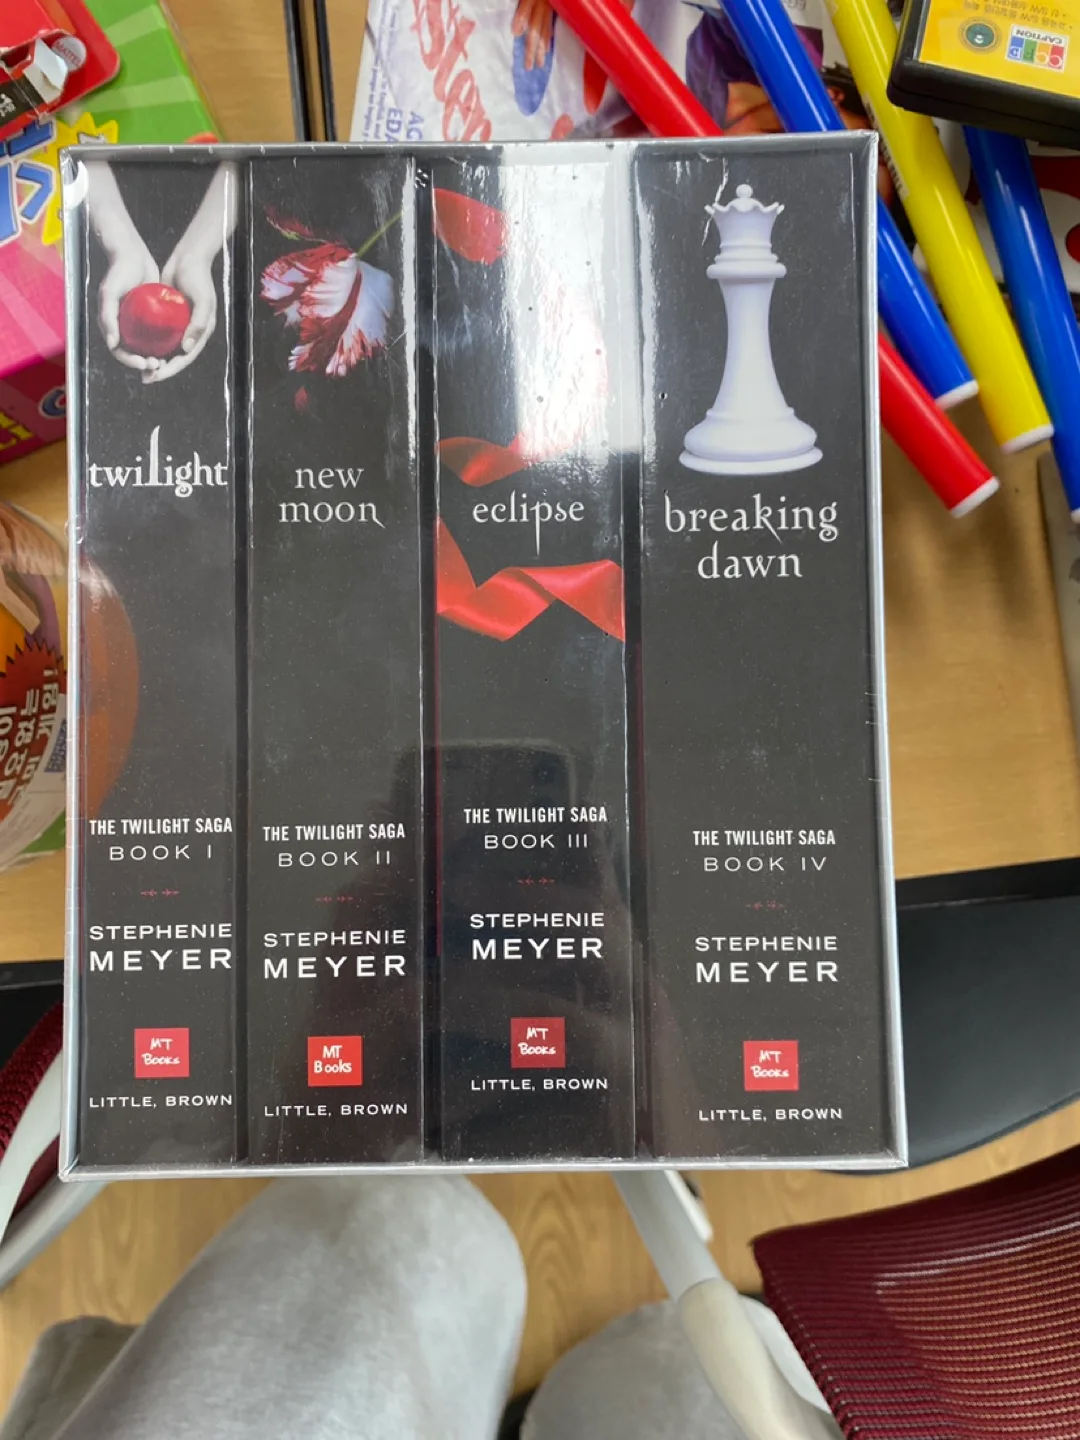 twilight
THE TWILIGHT SAGA
BOOK I
STEPHENIE
MEYER
MT
Books
LITTLE, BROWN
new
moon
THE TWILIGHT SAGA
BOOK II
STEPHENIE
MEYER
MT
Books
LITTLE, BROWN
eclipse
THE TWILIGHT SAGA
BOOK III
STEPHENIE
MEYER
MT
Books
LITTLE, BROWN
breaking
dawn
THE TWILIGHT SAGA
BOOK IV
STEPHENIE
MEYER
MT
Books
LITTLE, BROWN
CAPTION
MATTEL